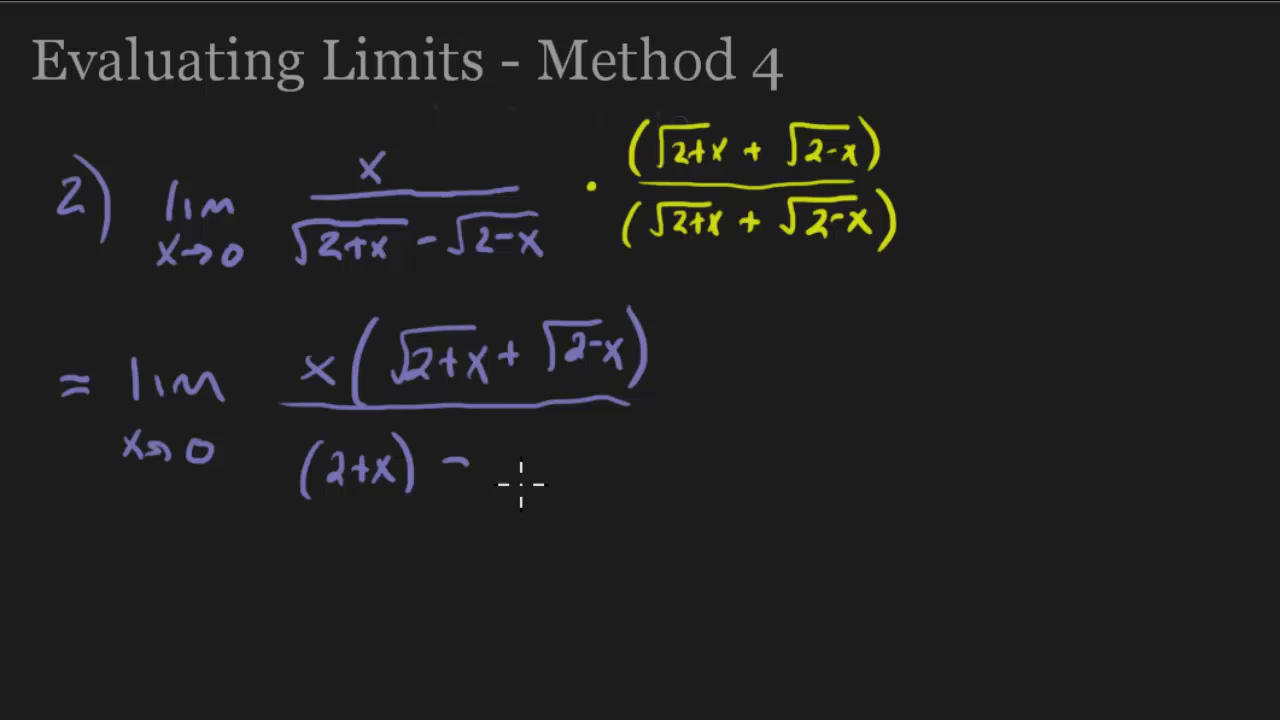 Evaluating Limits - Method 4
2) lim x→0 x / (√2+x - √2-x) · (√2+x + √2-x) / (√2+x + √2-x)
= lim x→0 x(√2+x + √2-x) / (2+x) -